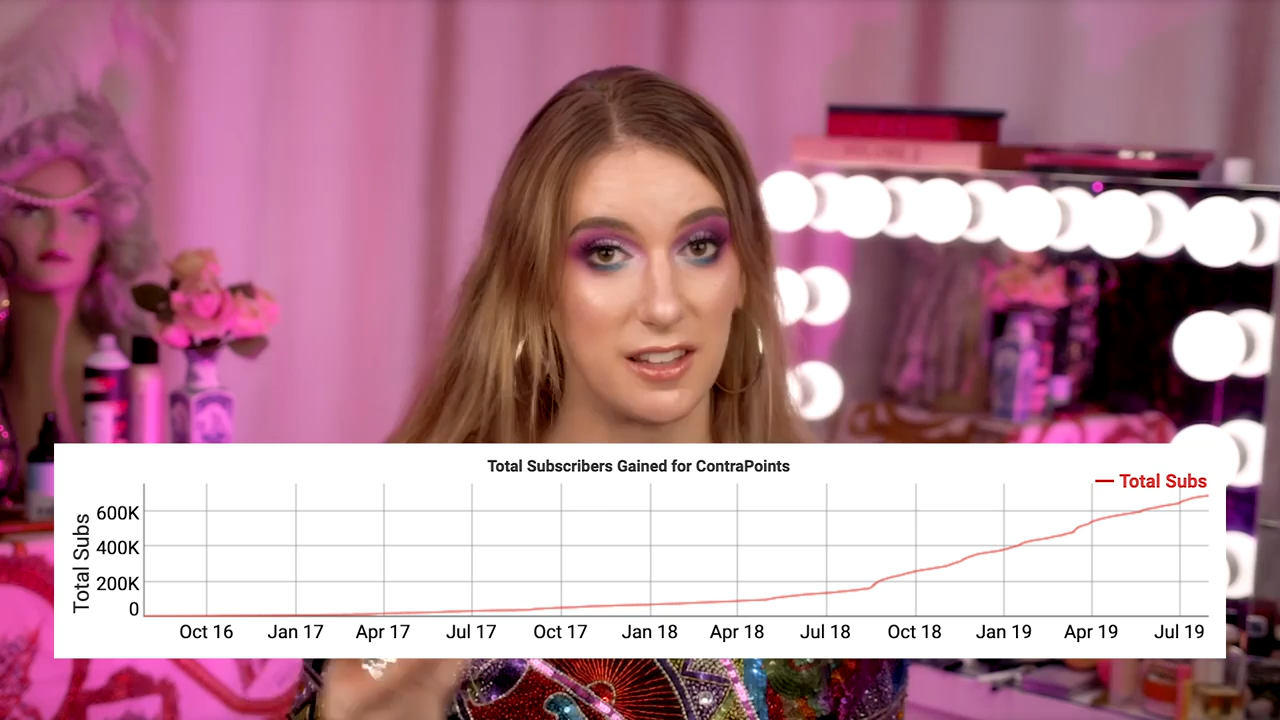 Total Subscribers Gained for ContraPoints
Total Subs
Total Subs
600K
400K
200K
0
Oct 16 Jan 17 Apr 17 Jul 17 Oct 17 Jan 18 Apr 18 Jul 18 Oct 18 Jan 19 Apr 19 Jul 19